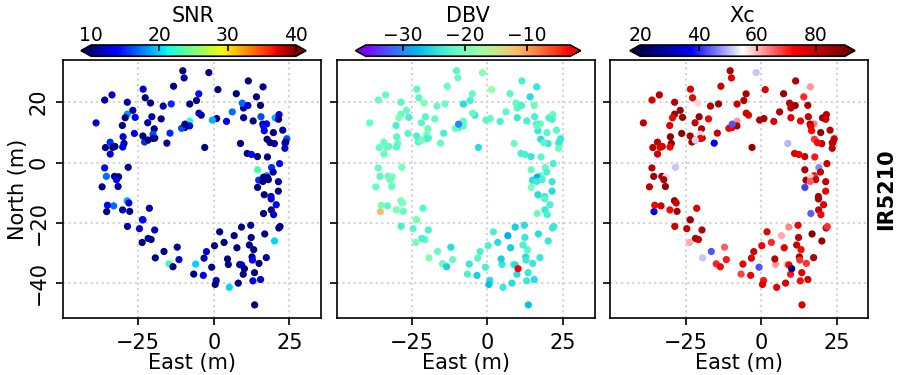 SNR DBV Xc
10 20 30 40 −30 −20 −10 20 40 60 80
20
0
−20
−40
North (m)
IR5210
−25 0 25 −25 0 25 −25 0 25
East (m) East (m) East (m)